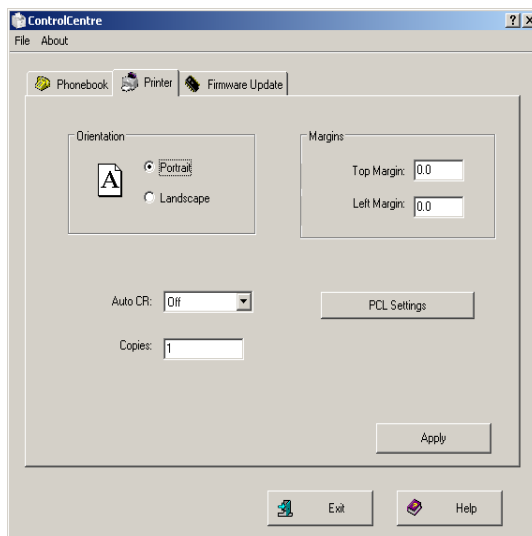 ControlCentre
File About
Phonebook Printer Firmware Update
Orientation
A
Portrait
Landscape
Margins
Top Margin: 0.0
Left Margin: 0.0
Auto CR: Off
Copies: 1
PCL Settings
Apply
Exit Help